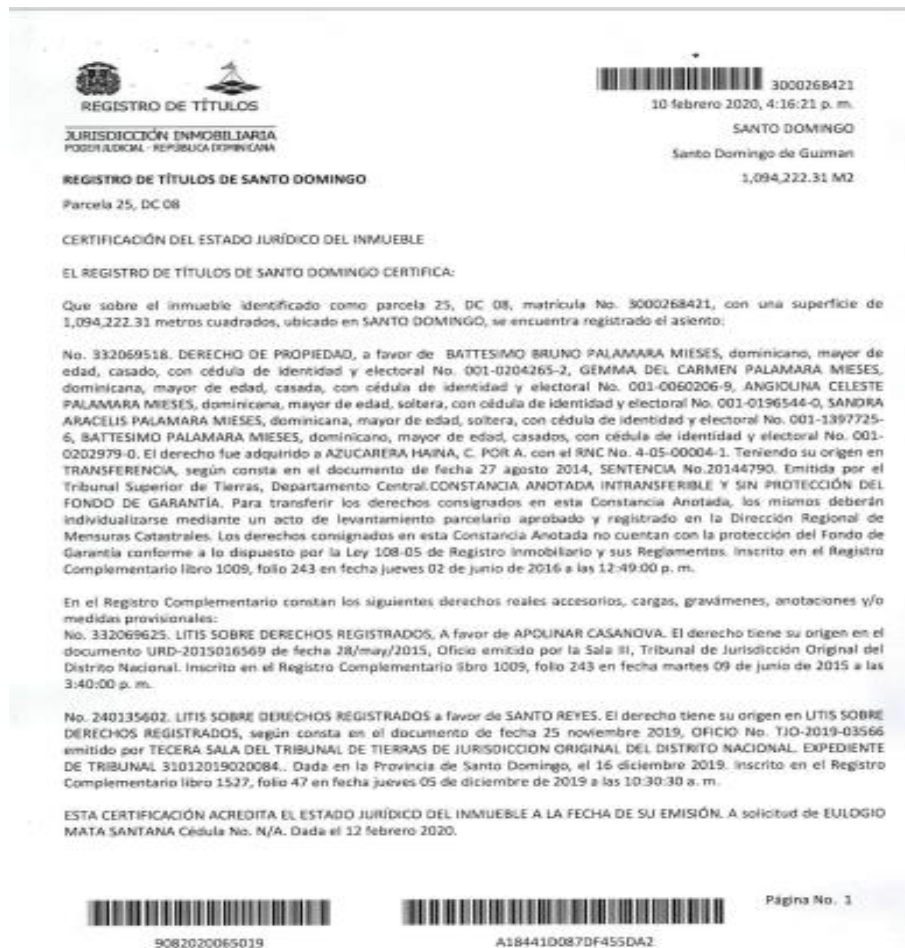 REGISTRO DE TÍTULOS
JURISDICCIÓN INMOBILIARIA
PODER JUDICIAL - REPÚBLICA DOMINICANA
3000268421
10 febrero 2020, 4:16:21 p. m.
SANTO DOMINGO
Santo Domingo de Guzman
1,094,222.31 M2
REGISTRO DE TÍTULOS DE SANTO DOMINGO
Parcela 25, DC 08
CERTIFICACIÓN DEL ESTADO JURÍDICO DEL INMUEBLE
EL REGISTRO DE TÍTULOS DE SANTO DOMINGO CERTIFICA:
Que sobre el inmueble identificado como parcela 25, DC 08, matrícula No. 3000268421, con una superficie de
1,094,222.31 metros cuadrados, ubicado en SANTO DOMINGO, se encuentra registrado el asiento:
No. 332069518. DERECHO DE PROPIEDAD, a favor de BATTESIMO BRUNO PALAMARA MIESES, dominicano, mayor de
edad, casado, con cédula de identidad y electoral No. 001-0204265-2, GEMMA DEL CARMEN PALAMARA MIESES,
dominicana, mayor de edad, casada, con cédula de identidad y electoral No. 001-0060206-9, ANGIOLINA CELESTE
PALAMARA MIESES, dominicana, mayor de edad, soltera, con cédula de identidad y electoral No. 001-0196544-0, SANDRA
ARACELIS PALAMARA MIESES, dominicana, mayor de edad, soltera, con cédula de identidad y electoral No. 001-1397725-
6, BATTESIMO PALAMARA MIESES, dominicano, mayor de edad, casados, con cédula de identidad y electoral No. 001-
0202979-0. El derecho fue adquirido a AZUCARERA HAINA, C. POR A. con el RNC No. 4-05-00004-1. Teniendo su origen en
TRANSFERENCIA, según consta en el documento de fecha 27 agosto 2014, SENTENCIA No.20144790. Emitida por el
Tribunal Superior de Tierras, Departamento Central.CONSTANCIA ANOTADA INTRANSFERIBLE Y SIN PROTECCIÓN DEL
FONDO DE GARANTÍA. Para transferir los derechos consignados en esta Constancia Anotada, los mismos deberán
individualizarse mediante un acto de levantamiento parcelario aprobado y registrado en la Dirección Regional de
Mensuras Catastrales. Los derechos consignados en esta Constancia Anotada no cuentan con la protección del Fondo de
Garantía conforme a lo dispuesto por la Ley 108-05 de Registro Inmobiliario y sus Reglamentos. Inscrito en el Registro
Complementario libro 1009, folio 243 en fecha jueves 02 de junio de 2016 a las 12:49:00 p. m.
En el Registro Complementario constan los siguientes derechos reales accesorios, cargas, gravámenes, anotaciones y/o
medidas provisionales:
No. 332069625. LITIS SOBRE DERECHOS REGISTRADOS, A favor de APOLINAR CASANOVA. El derecho tiene su origen en el
documento URD-2015016569 de fecha 28/may/2015, Oficio emitido por la Sala III, Tribunal de Jurisdicción Original del
Distrito Nacional. Inscrito en el Registro Complementario libro 1009, folio 243 en fecha martes 09 de junio de 2015 a las
3:40:00 p. m.
No. 240135602. LITIS SOBRE DERECHOS REGISTRADOS a favor de SANTO REYES. El derecho tiene su origen en LITIS SOBRE
DERECHOS REGISTRADOS, según consta en el documento de fecha 25 noviembre 2019, OFICIO No. TJO-2019-03566
emitido por TECERA SALA DEL TRIBUNAL DE TIERRAS DE JURISDICCION ORIGINAL DEL DISTRITO NACIONAL. EXPEDIENTE
DE TRIBUNAL 31012019020084.. Dada en la Provincia de Santo Domingo, el 16 diciembre 2019. Inscrito en el Registro
Complementario libro 1527, folio 47 en fecha jueves 05 de diciembre de 2019 a las 10:30:30 a. m.
ESTA CERTIFICACIÓN ACREDITA EL ESTADO JURÍDICO DEL INMUEBLE A LA FECHA DE SU EMISIÓN. A solicitud de EULOGIO
MATA SANTANA Cédula No. N/A. Dada el 12 febrero 2020.
Página No. 1
9082020065019
A18441D087DF455DA2